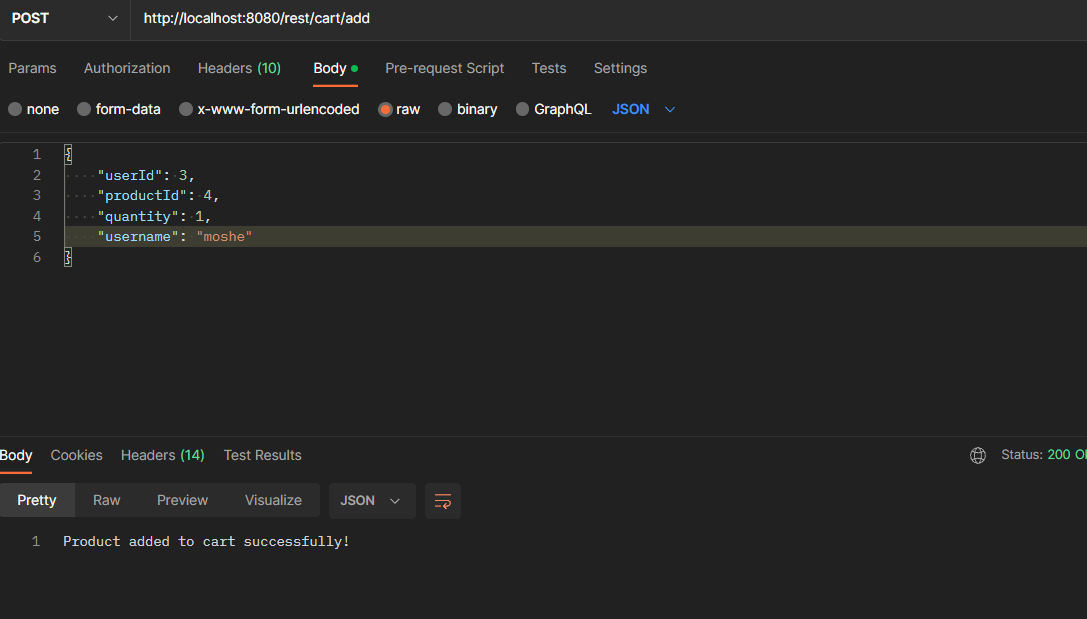 POST http://localhost:8080/rest/cart/add
Params Authorization Headers (10) Body Pre-request Script Tests Settings
none form-data x-www-form-urlencoded raw binary GraphQL JSON
1 {
2 "userId": 3,
3 "productId": 4,
4 "quantity": 1,
5 "username": "moshe"
6 }
Body Cookies Headers (14) Test Results Status: 200 O
Pretty Raw Preview Visualize JSON
1 Product added to cart successfully!